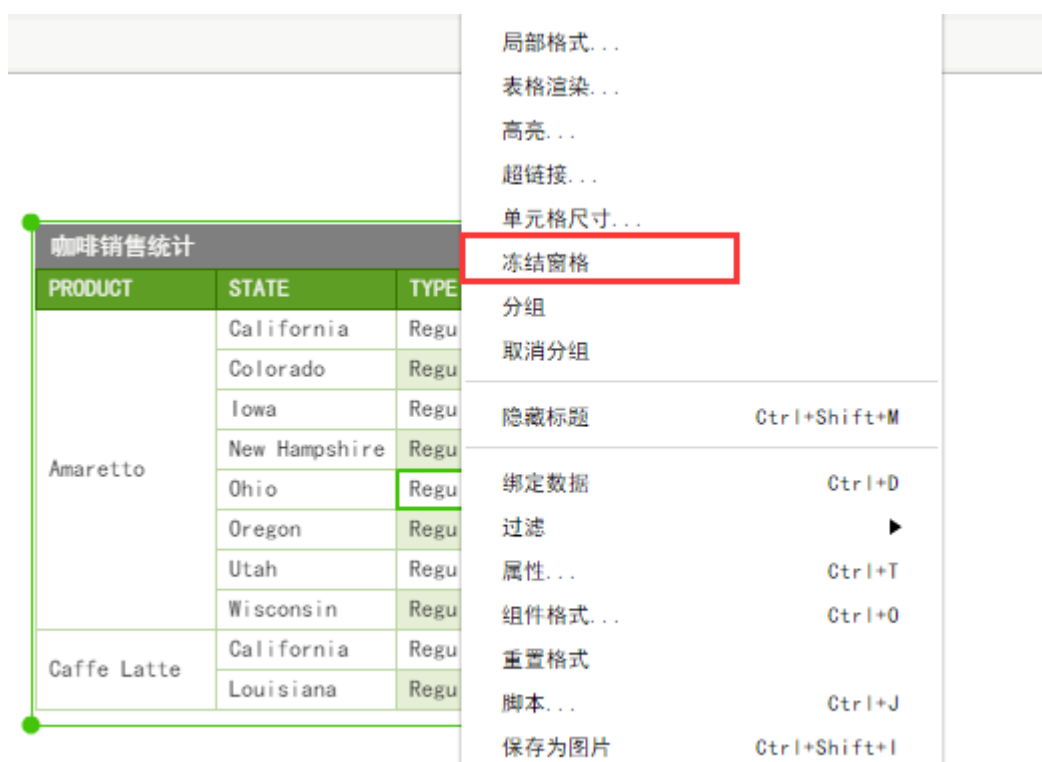 局部格式...
表格渲染...
高亮...
超链接...
单元格尺寸...
冻结窗格
分组
取消分组
隐藏标题 Ctrl+Shift+M
绑定数据 Ctrl+D
过滤
属性... Ctrl+T
组件格式... Ctrl+O
重置格式
脚本... Ctrl+J
保存为图片 Ctrl+Shift+I
咖啡销售统计
PRODUCT STATE TYPE
Amaretto California Regu
Colorado Regu
Iowa Regu
New Hampshire Regu
Ohio Regu
Oregon Regu
Utah Regu
Wisconsin Regu
Caffe Latte California Regu
Louisiana Regu